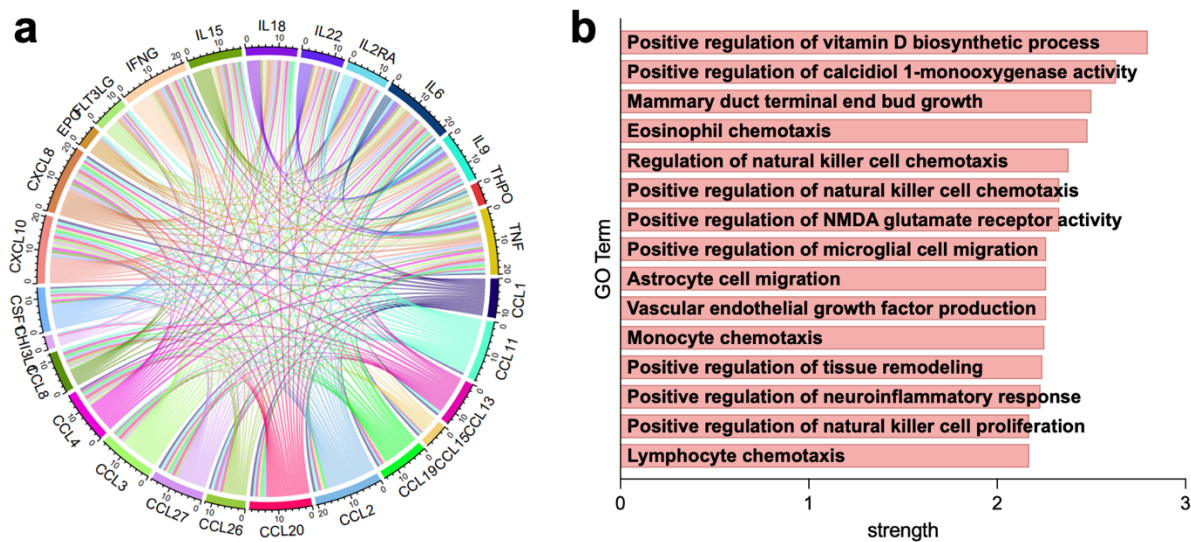 a
IL15
IL18
IL22
IL2RA
IL6
IL9
THPO
TNF
CCL1
CCL11
CCL13
CCL15
CCL19
CCL2
CCL20
CCL26
CCL27
CCL3
CCL4
CCL8
CHI3L1
CSF1
CXCL10
CXCL8
EPO
FLT3LG
IFNG
b
Positive regulation of vitamin D biosynthetic process
Positive regulation of calcidiol 1-monooxygenase activity
Mammary duct terminal end bud growth
Eosinophil chemotaxis
Regulation of natural killer cell chemotaxis
Positive regulation of natural killer cell chemotaxis
Positive regulation of NMDA glutamate receptor activity
Positive regulation of microglial cell migration
Astrocyte cell migration
Vascular endothelial growth factor production
Monocyte chemotaxis
Positive regulation of tissue remodeling
Positive regulation of neuroinflammatory response
Positive regulation of natural killer cell proliferation
Lymphocyte chemotaxis
GO Term
0 1 2 3
strength